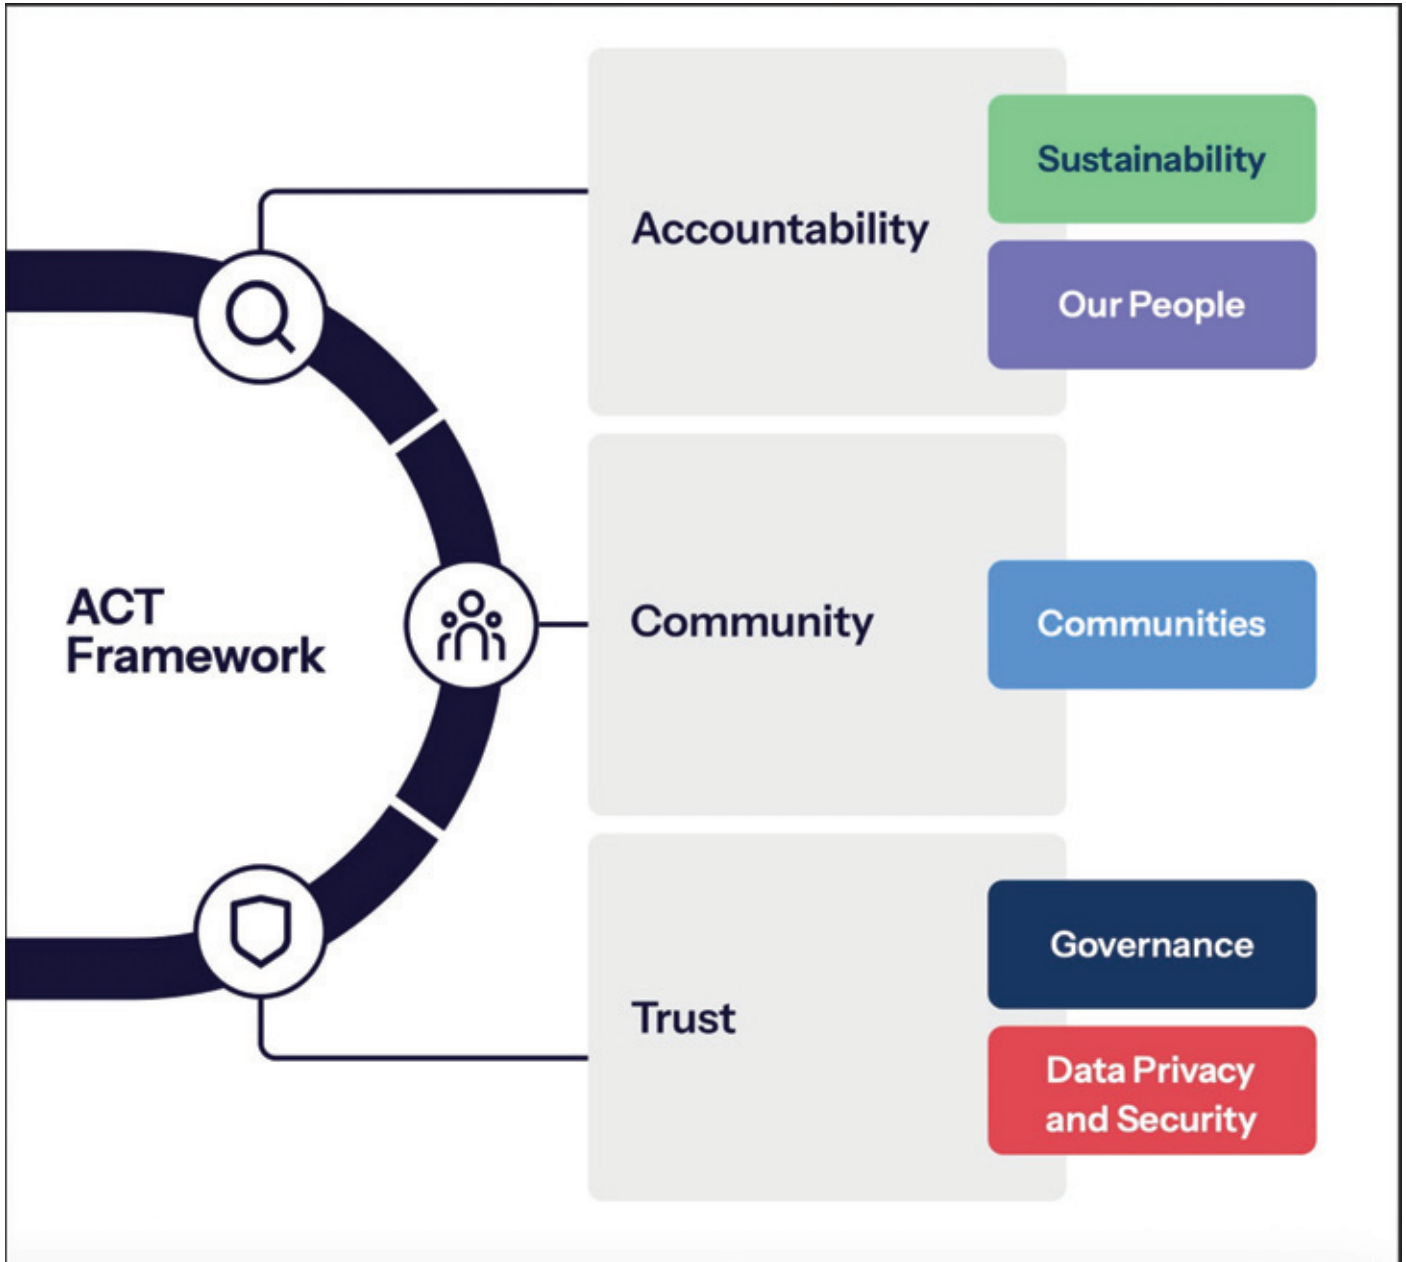 ACT
Framework
Accountability
Sustainability
Our People
Community
Communities
Trust
Governance
Data Privacy
and Security